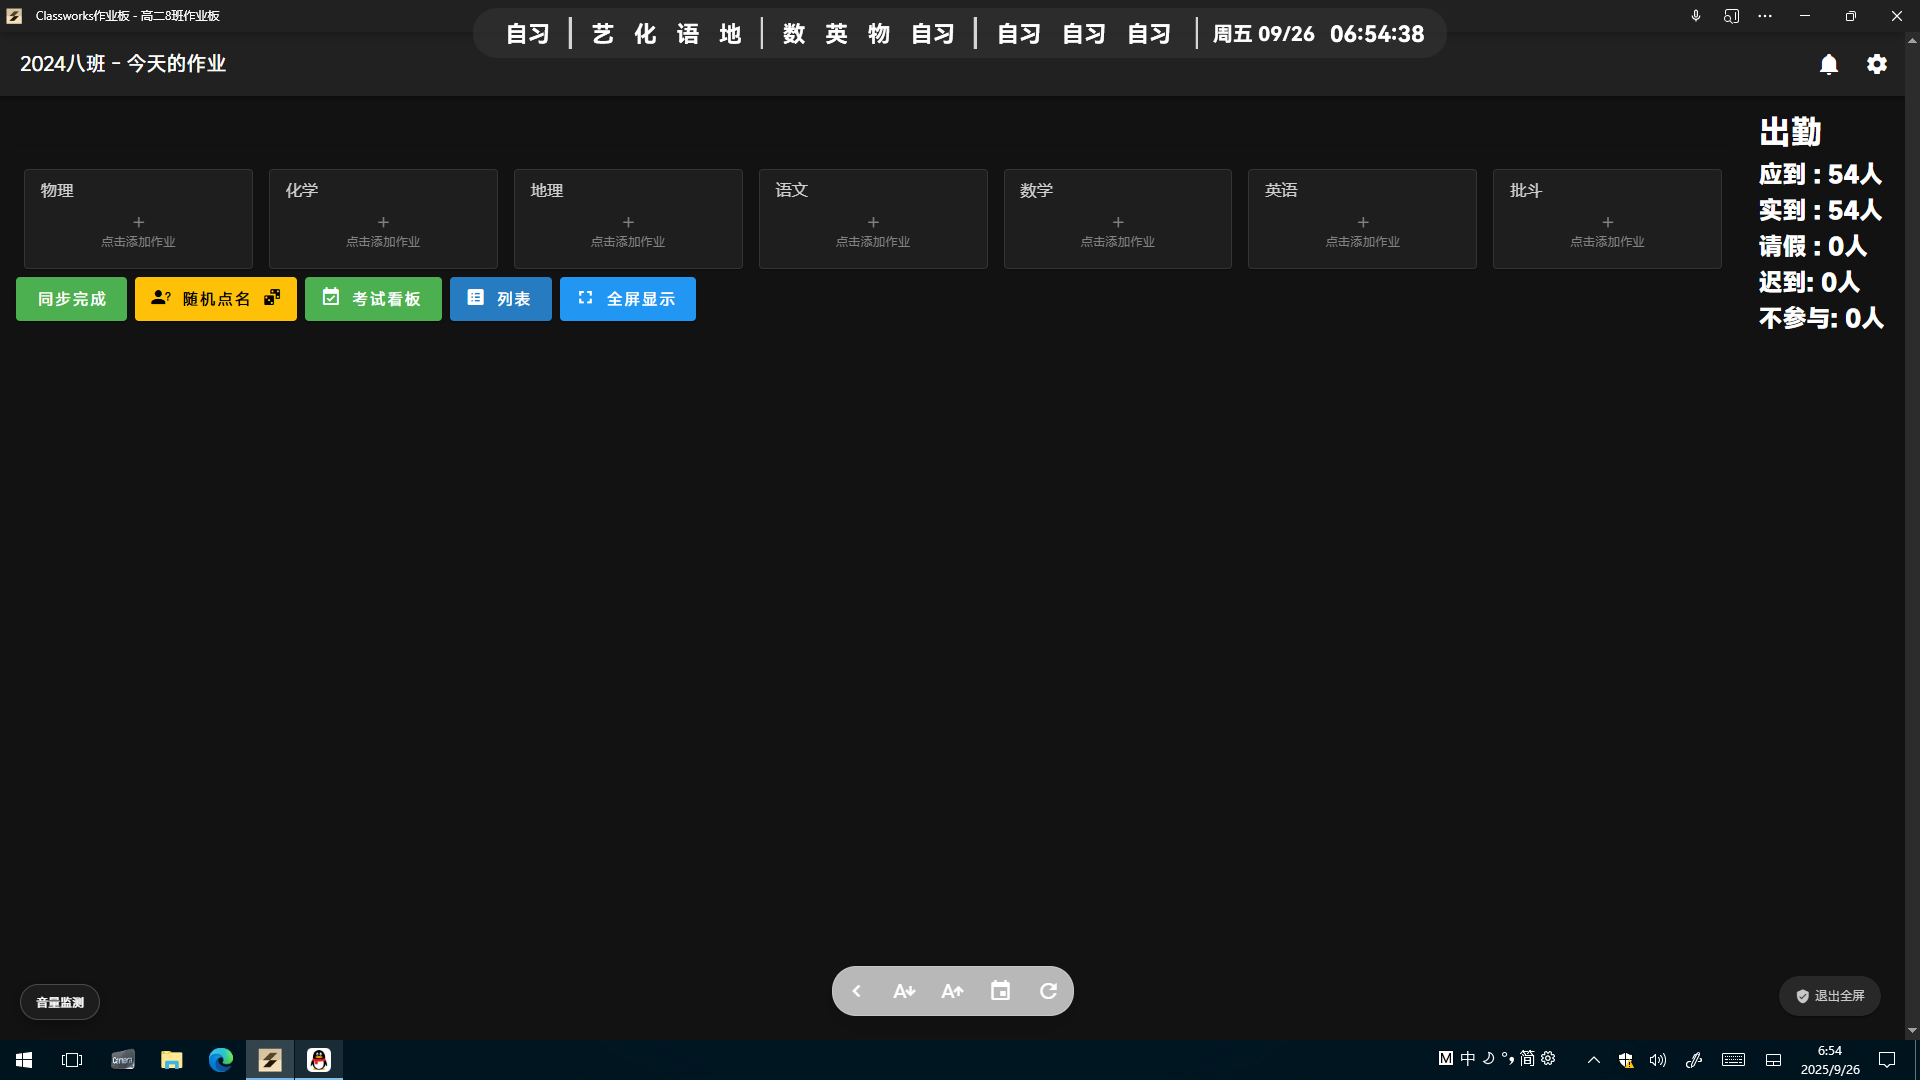 Classworks作业板 - 高二8班作业板
自习 | 艺 化 语 地 | 数 英 物 自习 | 自习 自习 自习 | 周五 09/26 06:54:38
2024八班 - 今天的作业
出勤
应到：54人
实到：54人
请假：0人
迟到: 0人
不参与: 0人
物理
点击添加作业
化学
点击添加作业
地理
点击添加作业
语文
点击添加作业
数学
点击添加作业
英语
点击添加作业
批斗
点击添加作业
同步完成
随机点名
考试看板
列表
全屏显示
音量监测
退出全屏
M 中 简
6:54
2025/9/26